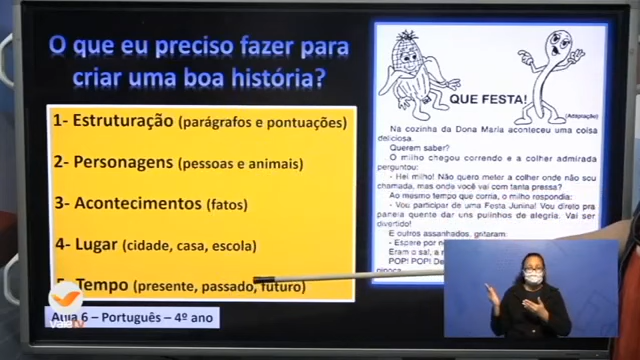 O que eu preciso fazer para
criar uma boa história?
1- Estruturação (parágrafos e pontuações)
2- Personagens (pessoas e animais)
3- Acontecimentos (fatos)
4- Lugar (cidade, casa, escola)
Tempo (presente, passado, futuro)
Aula 6 – Português – 4º ano
QUE FESTA!
(Adaptação)
Na cozinha da Dona Maria aconteceu uma coisa
deliciosa.
Querem saber?
O milho chegou correndo e a colher admirada
perguntou:
- Hei milho! Não quero meter a colher onde não sou
chamada, mas onde você vai com tanta pressa?
Ao mesmo tempo que corria, o milho respondia:
- Vou participar de uma Festa Junina! Vou direto pra
panela quente dar uns pulinhos de alegria. Vai ser
divertido!
E outros assanhados, gritaram:
- Espere por
Eram o sal, a
POP! POP!